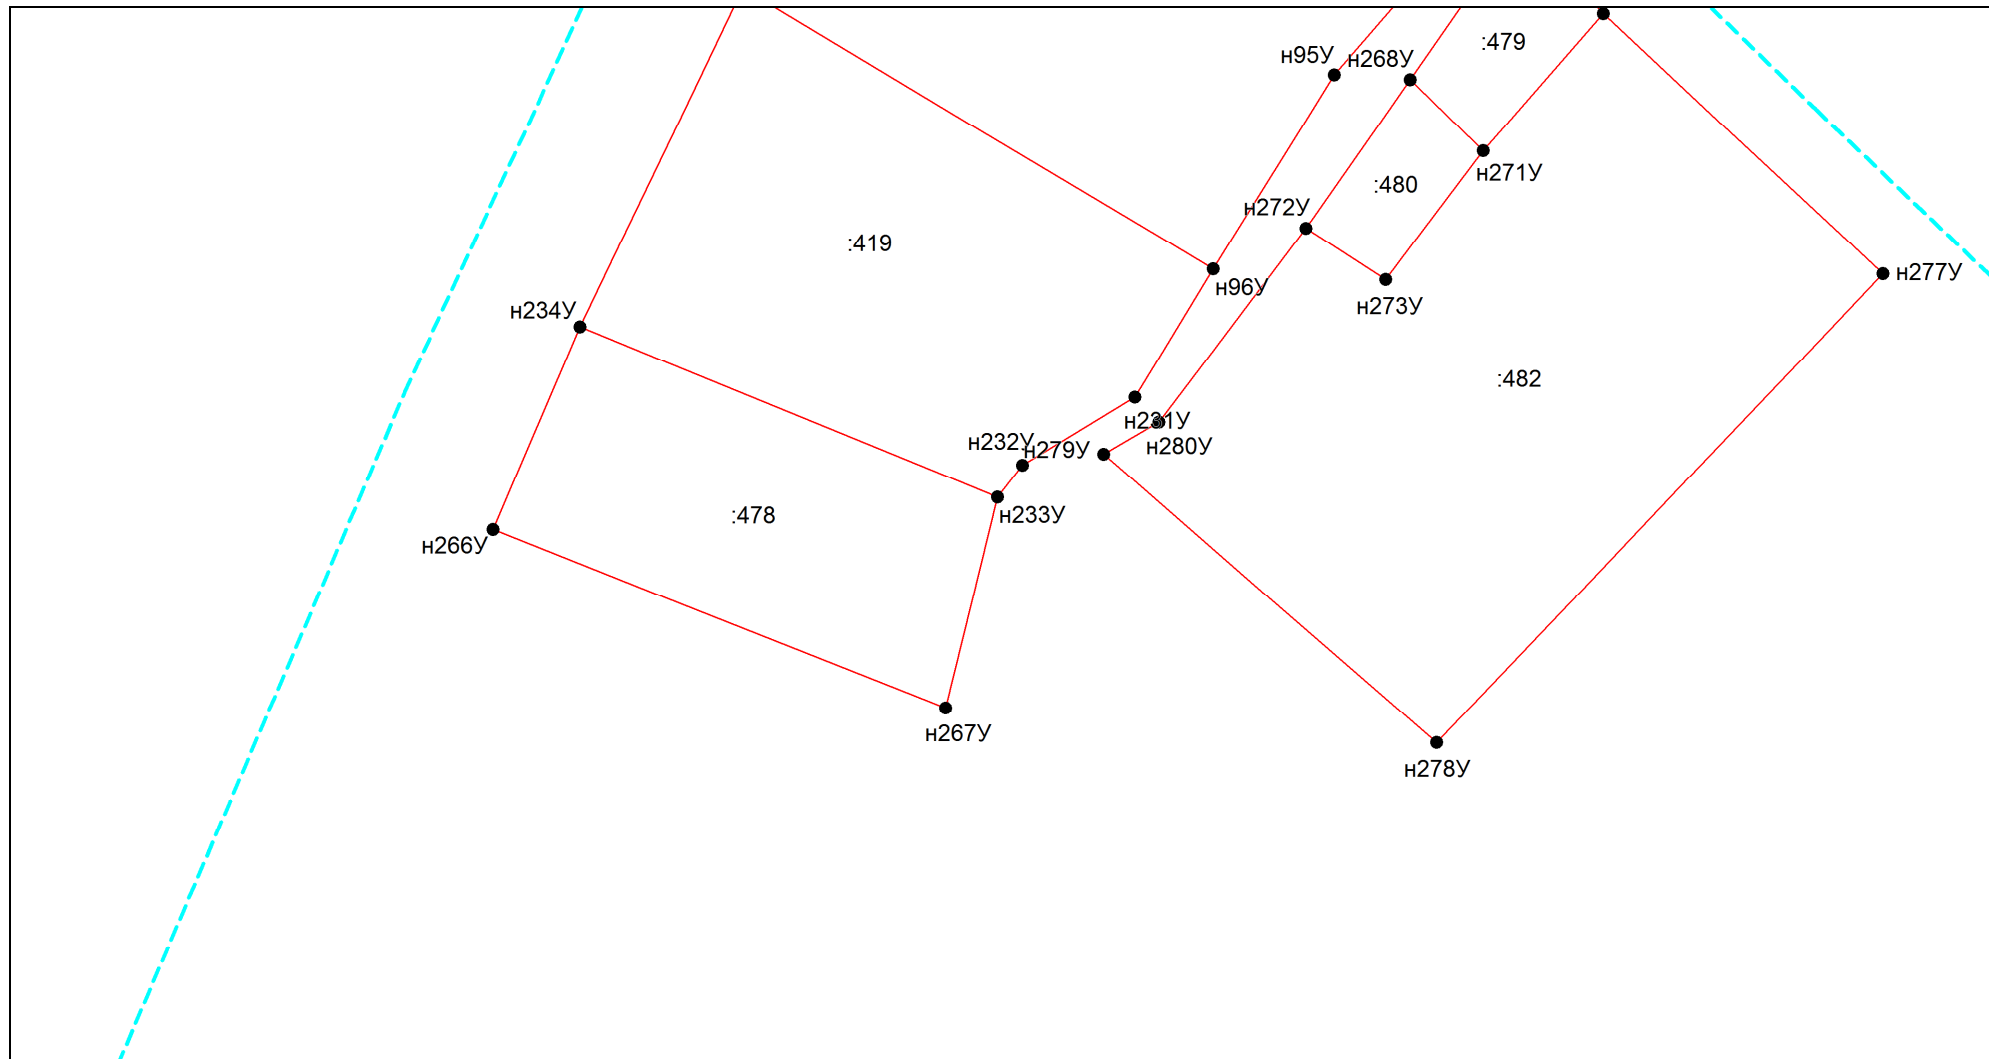 :479
н95У
н268У
н271У
:480
н272У
:419
н277У
н96У
н273У
н234У
:482
н231У
н232У
н279У
н280У
:478
н233У
н266У
н267У
н278У